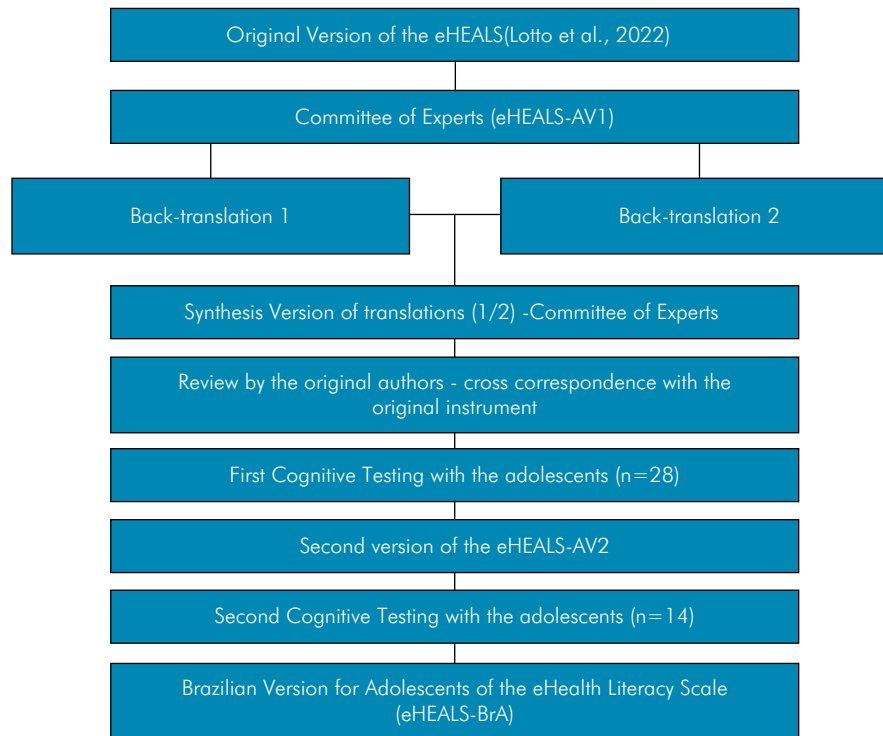 Original Version of the eHEALS(Lotto et al., 2022)
Committee of Experts (eHEALS-AV1)
Back-translation 1
Back-translation 2
Synthesis Version of translations (1/2) -Committee of Experts
Review by the original authors - cross correspondence with the
original instrument
First Cognitive Testing with the adolescents (n=28)
Second version of the eHEALS-AV2
Second Cognitive Testing with the adolescents (n=14)
Brazilian Version for Adolescents of the eHealth Literacy Scale
(eHEALS-BrA)